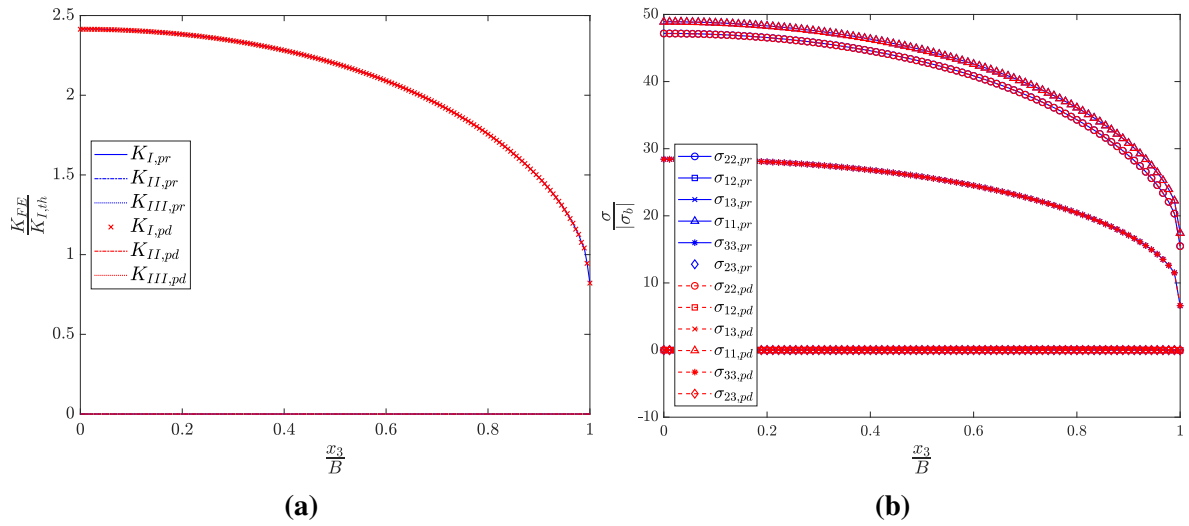 2.5
2
1.5
1
0.5
0
K_{FE}
K_{I,th}
K_{I,pr}
K_{II,pr}
K_{III,pr}
K_{I,pd}
K_{II,pd}
K_{III,pd}
0 0.2 0.4 0.6 0.8 1
x_3
B
(a)
50
40
30
20
10
0
-10
σ
|σ_b|
σ_{22,pr}
σ_{12,pr}
σ_{13,pr}
σ_{11,pr}
σ_{33,pr}
σ_{23,pr}
σ_{22,pd}
σ_{12,pd}
σ_{13,pd}
σ_{11,pd}
σ_{33,pd}
σ_{23,pd}
0 0.2 0.4 0.6 0.8 1
x_3
B
(b)